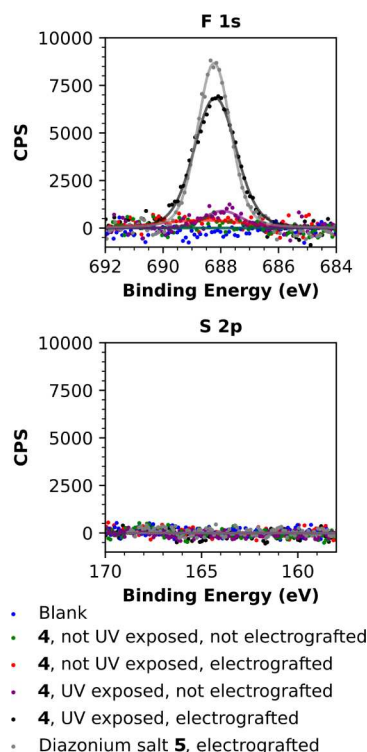 F 1s
10000
7500
5000
2500
0
CPS
692 690 688 686 684
Binding Energy (eV)
S 2p
10000
7500
5000
2500
0
CPS
170 165 160
Binding Energy (eV)
Blank
4, not UV exposed, not electrografted
4, not UV exposed, electrografted
4, UV exposed, not electrografted
4, UV exposed, electrografted
Diazonium salt 5, electrografted